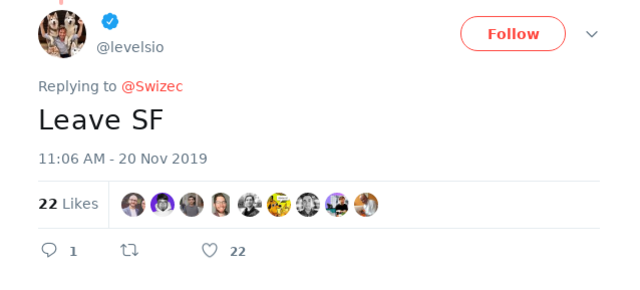 @levelsio
Follow
Replying to @Swizec
Leave SF
11:06 AM - 20 Nov 2019
22 Likes
1
22